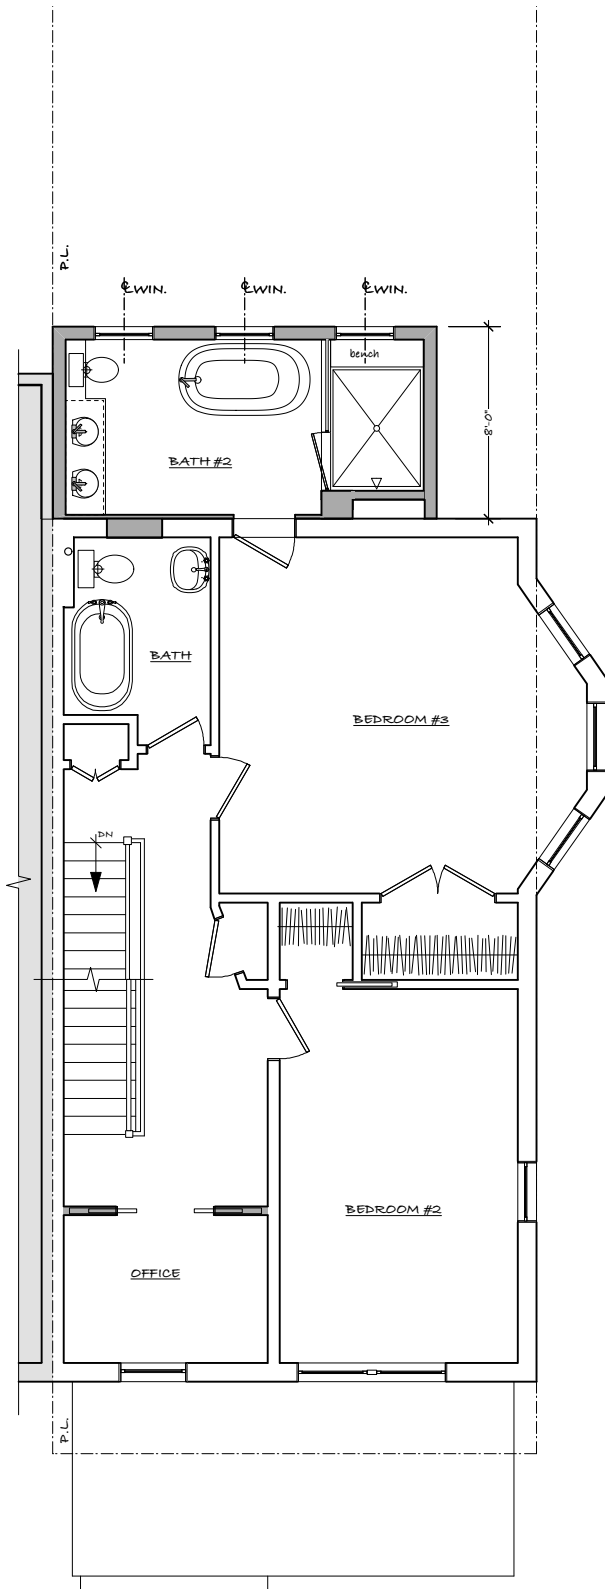 P.L.
℄WIN. ℄WIN. ℄WIN.
bench
8'-0"
BATH #2
BATH
BEDROOM #3
DN
BEDROOM #2
OFFICE
P.L.